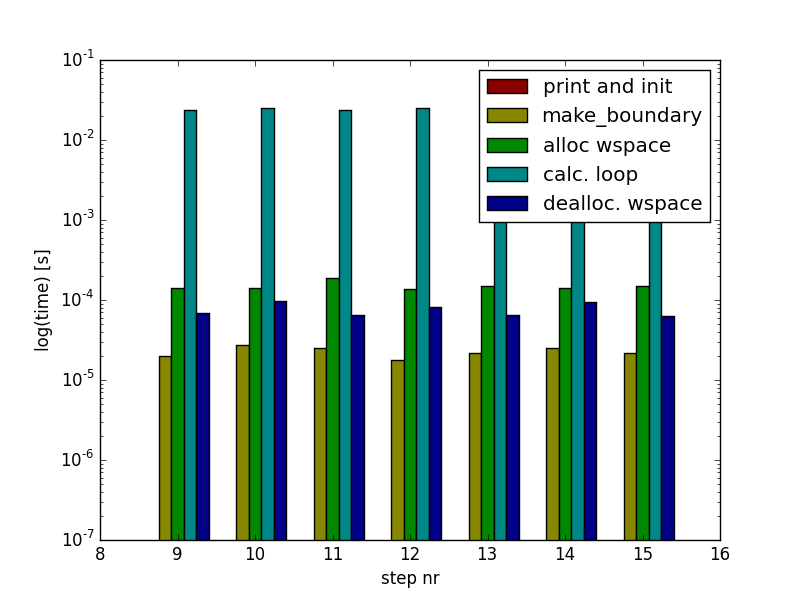 10^-1
10^-2
10^-3
10^-4
10^-5
10^-6
10^-7
log(time) [s]
print and init
make_boundary
alloc wspace
calc. loop
dealloc. wspace
8 9 10 11 12 13 14 15 16
step nr